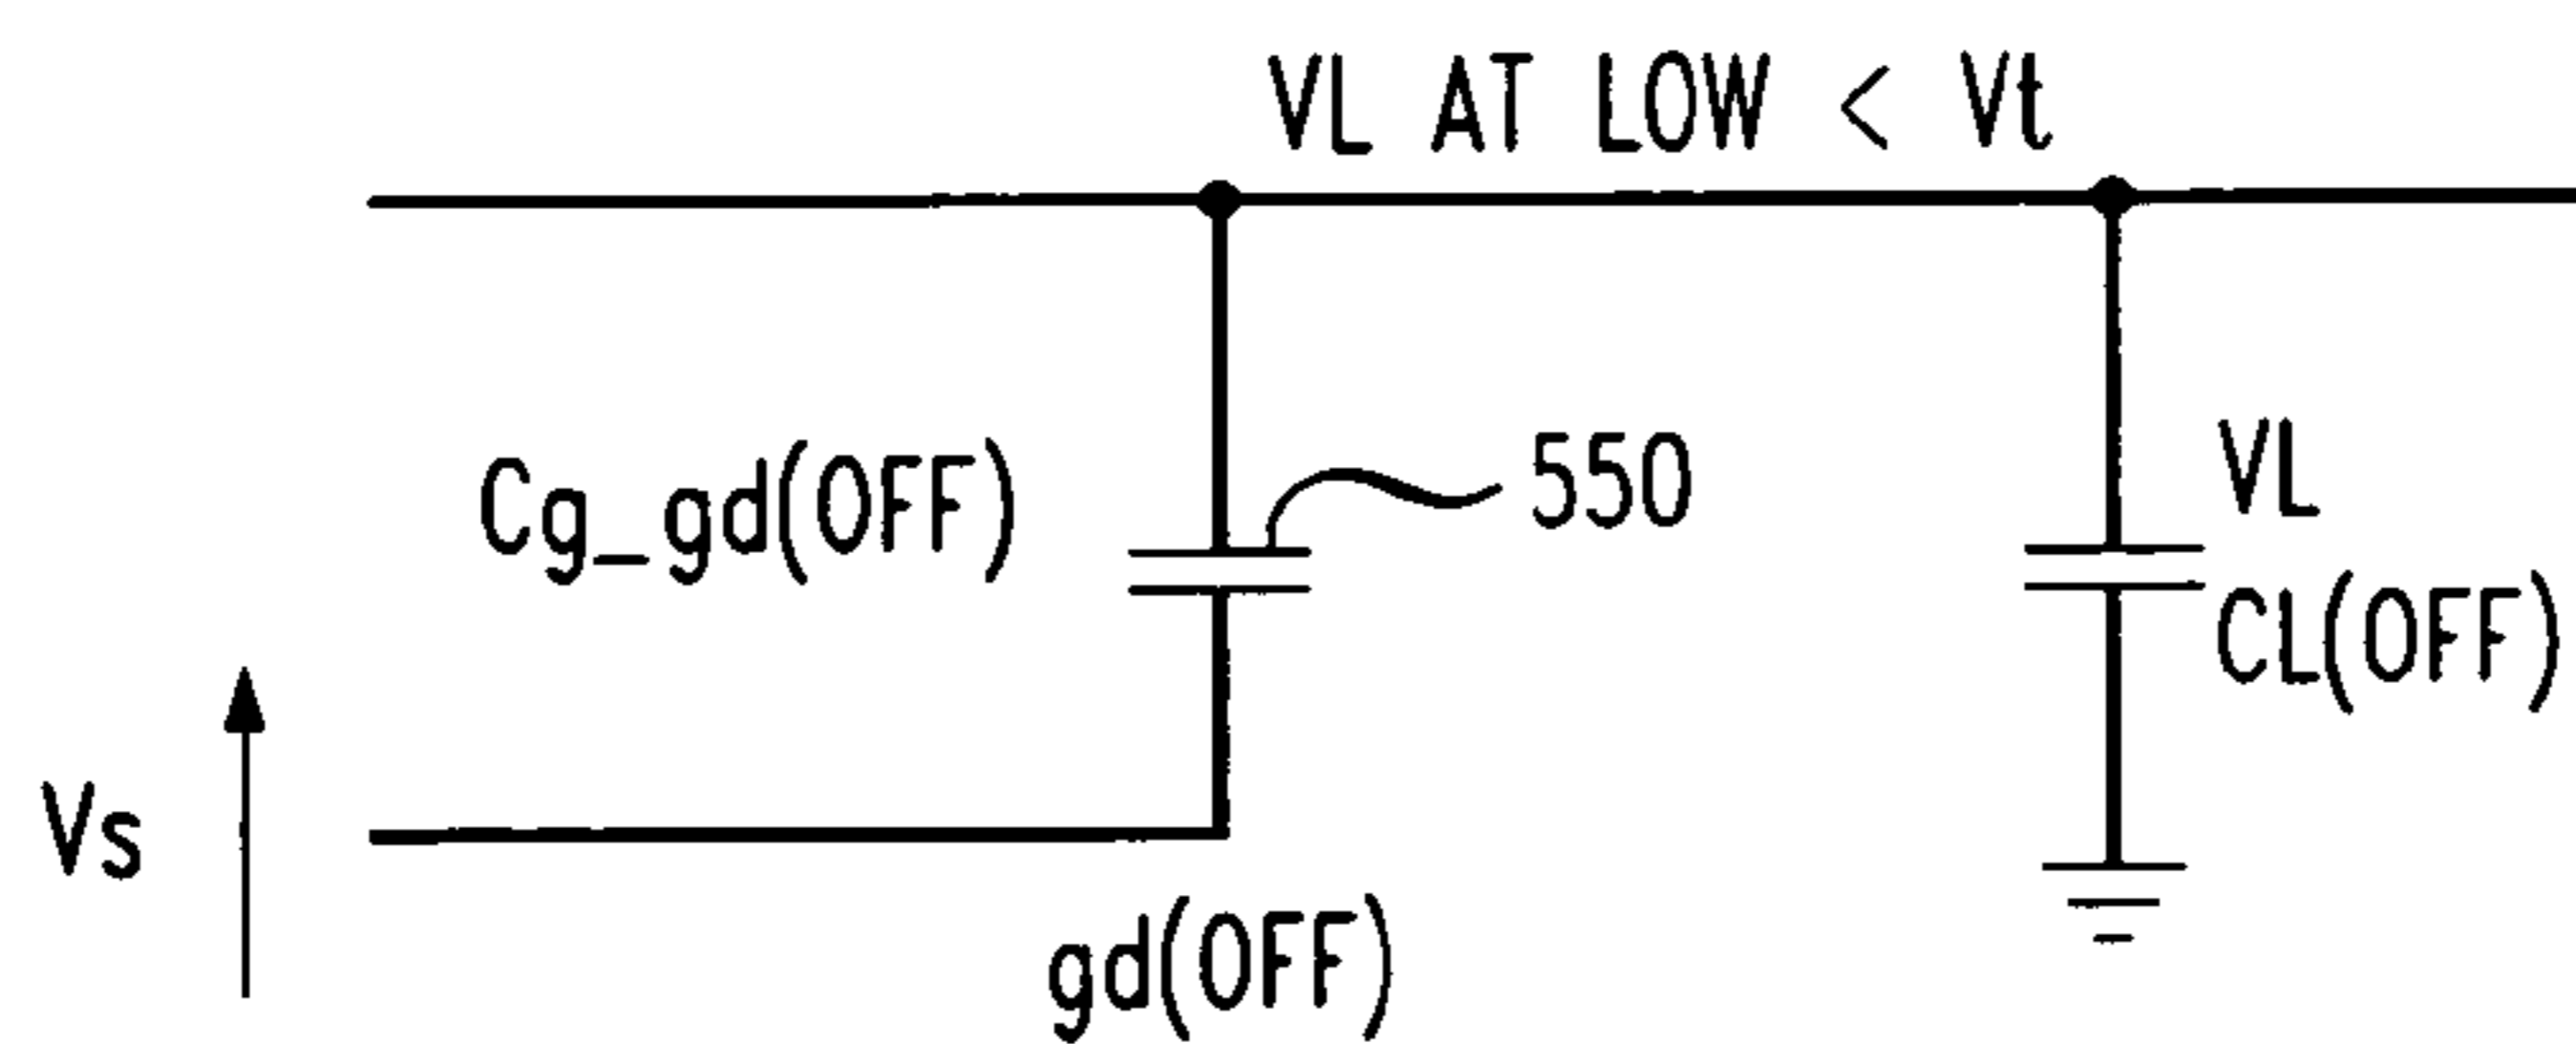 VL AT LOW < Vt
Cg_gd(OFF)
550
VL
CL(OFF)
Vs
gd(OFF)